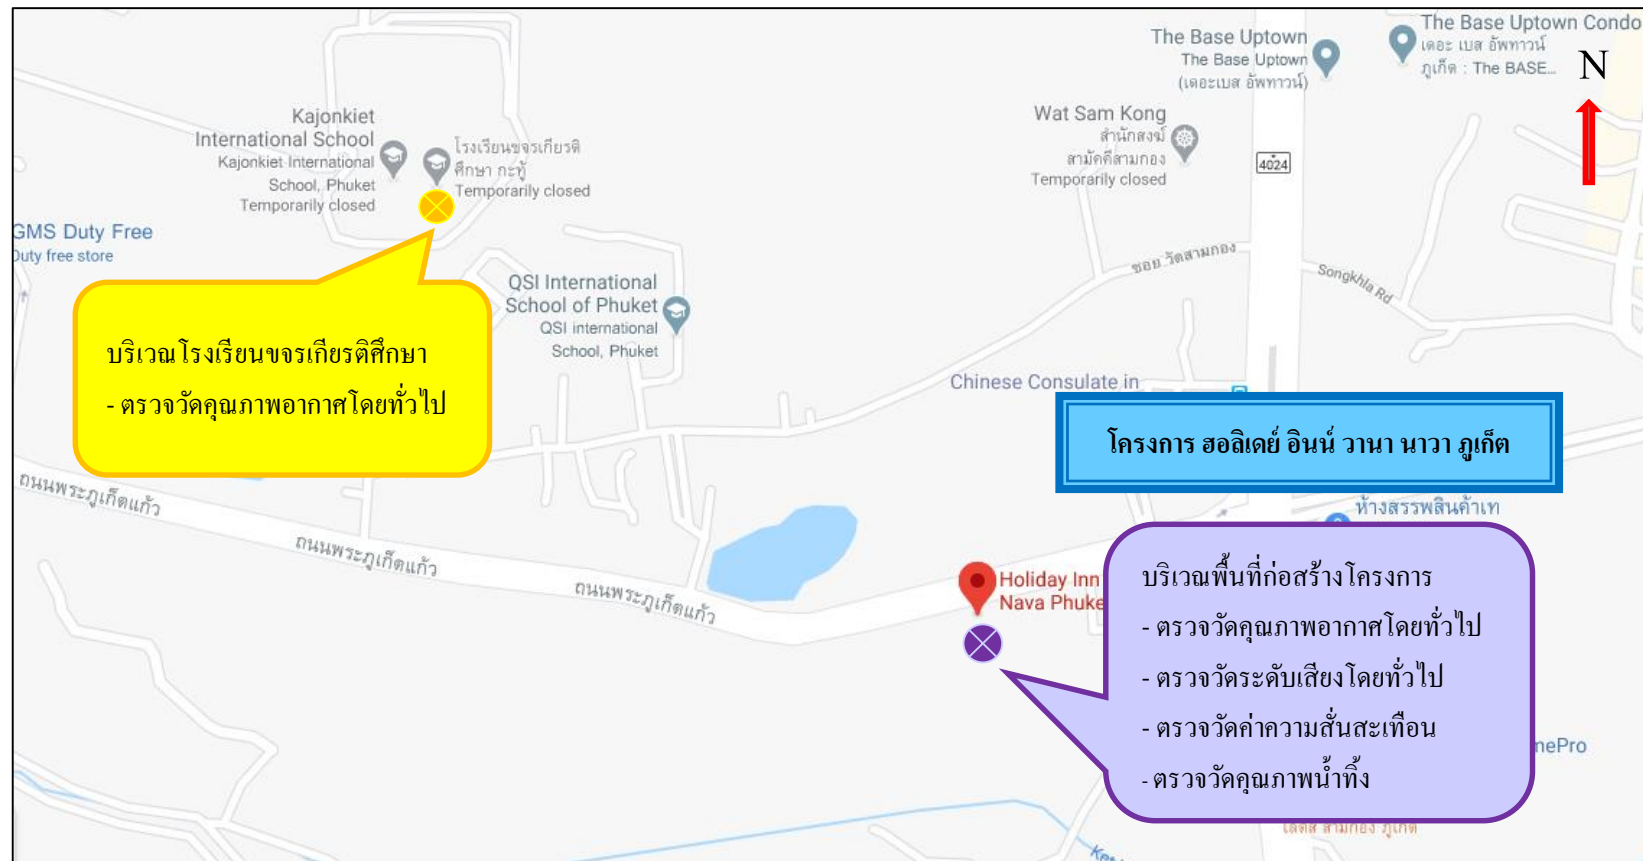 The Base Uptown Condo
เดอะ เบส อัพทาวน์
ภูเก็ต : The BASE...
The Base Uptown
The Base Uptown
(เดอะเบส อัพทาวน์)
N
Kajonkiet
International School
Kajonkiet International
School, Phuket
Temporarily closed
โรงเรียนขจรเกียรติ
ศึกษา กะทู้
Temporarily closed
Wat Sam Kong
สำนักสงฆ์
สามัคคีสามกอง
Temporarily closed
4024
GMS Duty Free
Duty free store
ซอย วัดสามกอง
Songkhla Rd
QSI International
School of Phuket
QSI international
School, Phuket
บริเวณโรงเรียนขจรเกียรติศึกษา
- ตรวจวัดคุณภาพอากาศโดยทั่วไป
Chinese Consulate in
โครงการ ฮอลิเดย์ อินน์ วานา นาวา ภูเก็ต
ถนนพระภูเก็ตแก้ว
ถนนพระภูเก็ตแก้ว
ถนนพระภูเก็ตแก้ว
ห้างสรรพสินค้าเท
Holiday Inn
Nava Phuke
บริเวณพื้นที่ก่อสร้างโครงการ
- ตรวจวัดคุณภาพอากาศโดยทั่วไป
- ตรวจวัดระดับเสียงโดยทั่วไป
- ตรวจวัดค่าความสั่นสะเทือน
- ตรวจวัดคุณภาพน้ำทิ้ง
mePro
สามกอง ภูเก็ต